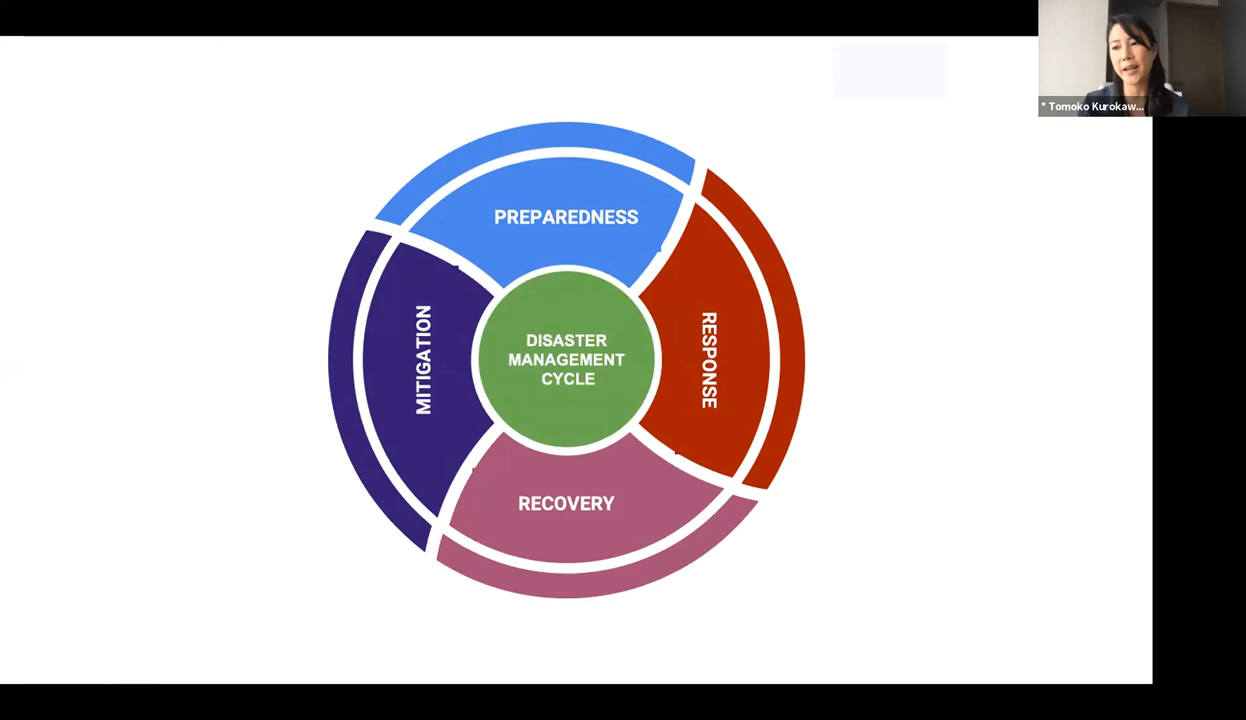 * Tomoko Kurokaw...
PREPAREDNESS
MITIGATION
DISASTER
MANAGEMENT
CYCLE
RESPONSE
RECOVERY